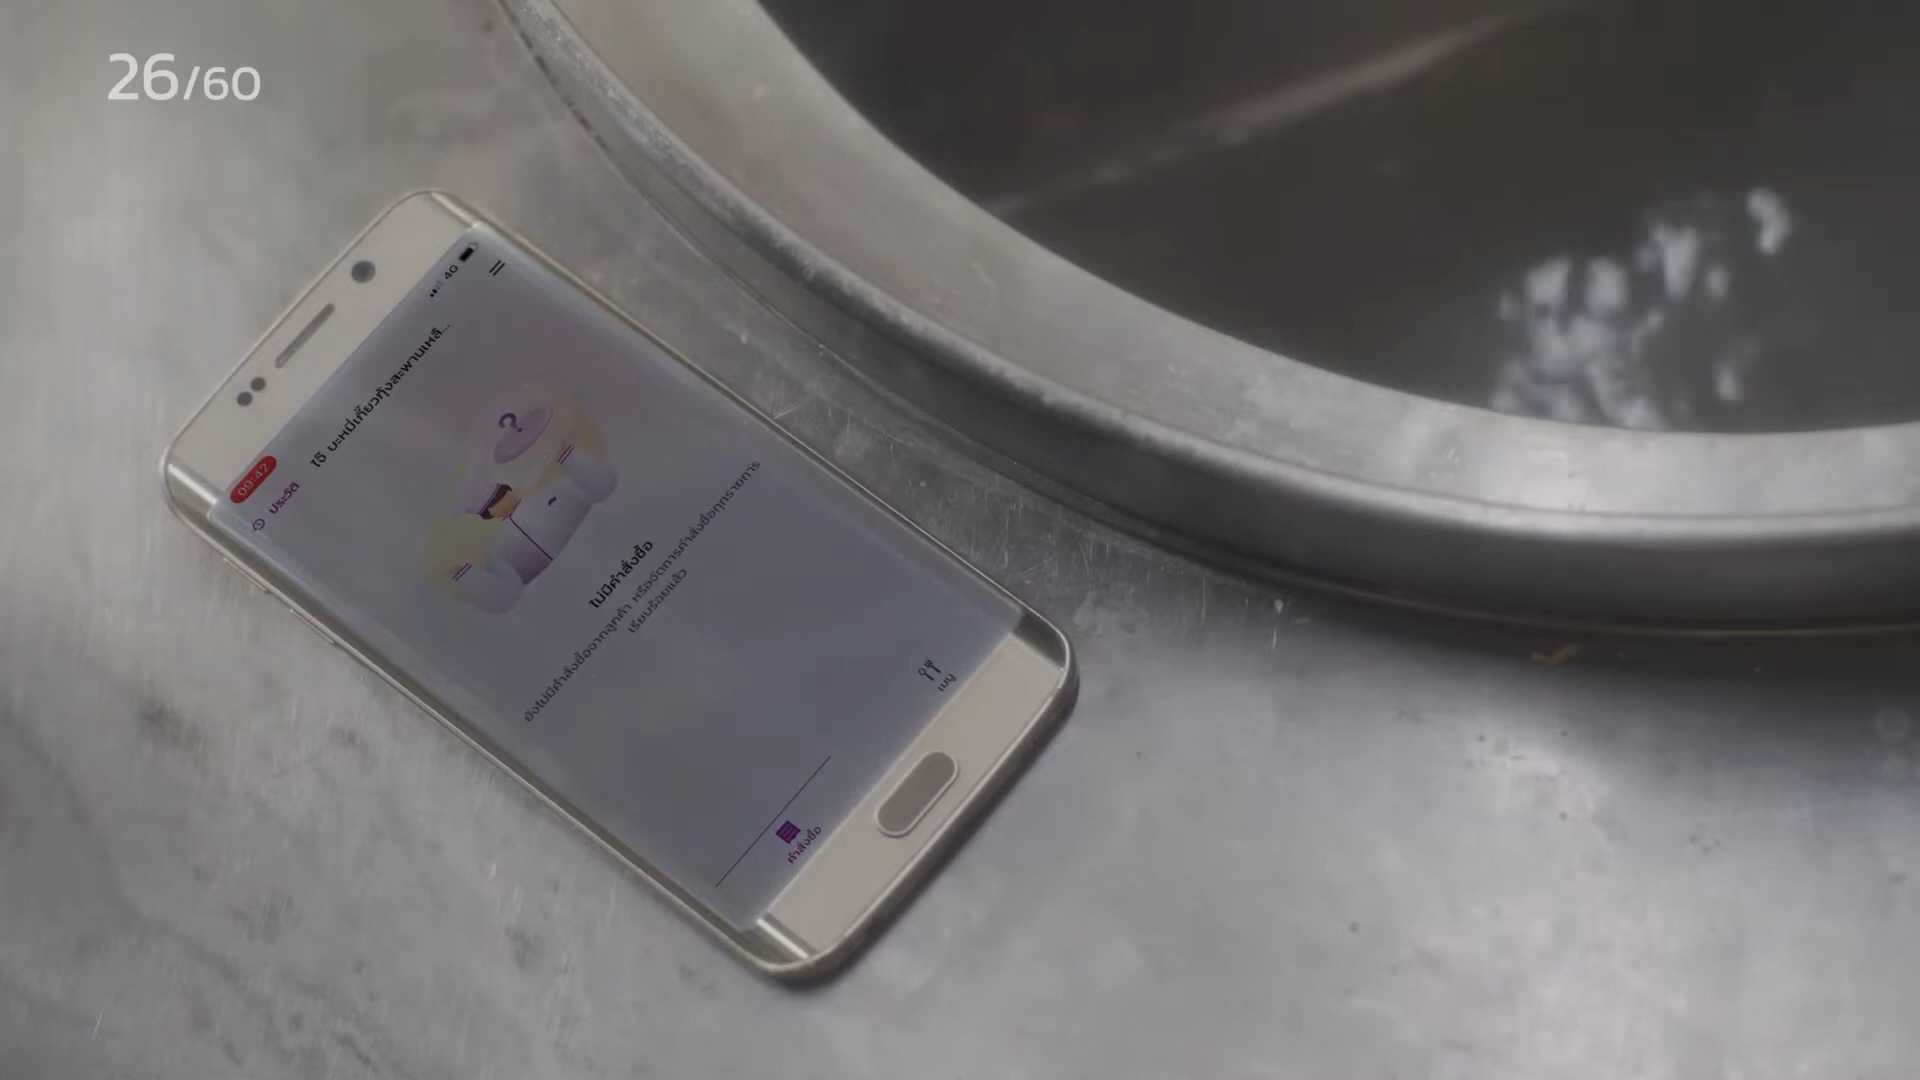 26/60
4G
09:42
ประวัติ
โอ บะหมี่เกี๊ยวกุ้งสะพานเหลื...
?
ไม่มีคำสั่งซื้อ
ยังไม่มีคำสั่งซื้อจากลูกค้า หรือจัดการคำสั่งซื้อทุกรายการ
เรียบร้อยแล้ว
คำสั่งซื้อ
เมนู